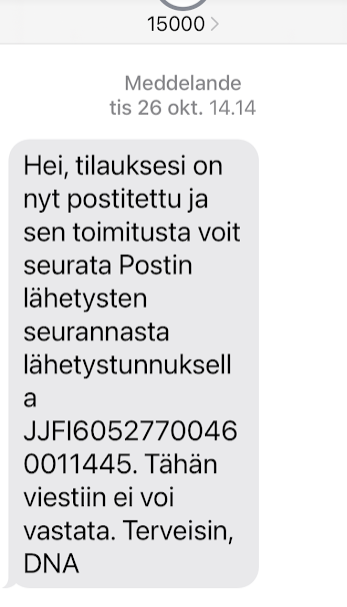 15000
Meddelande
tis 26 okt. 14.14
Hei, tilauksesi on
nyt postitettu ja
sen toimitusta voit
seurata Postin
lähetysten
seurannasta
lähetystunnuksell
a
JJFI6052770046
0011445. Tähän
viestiin ei voi
vastata. Terveisin,
DNA